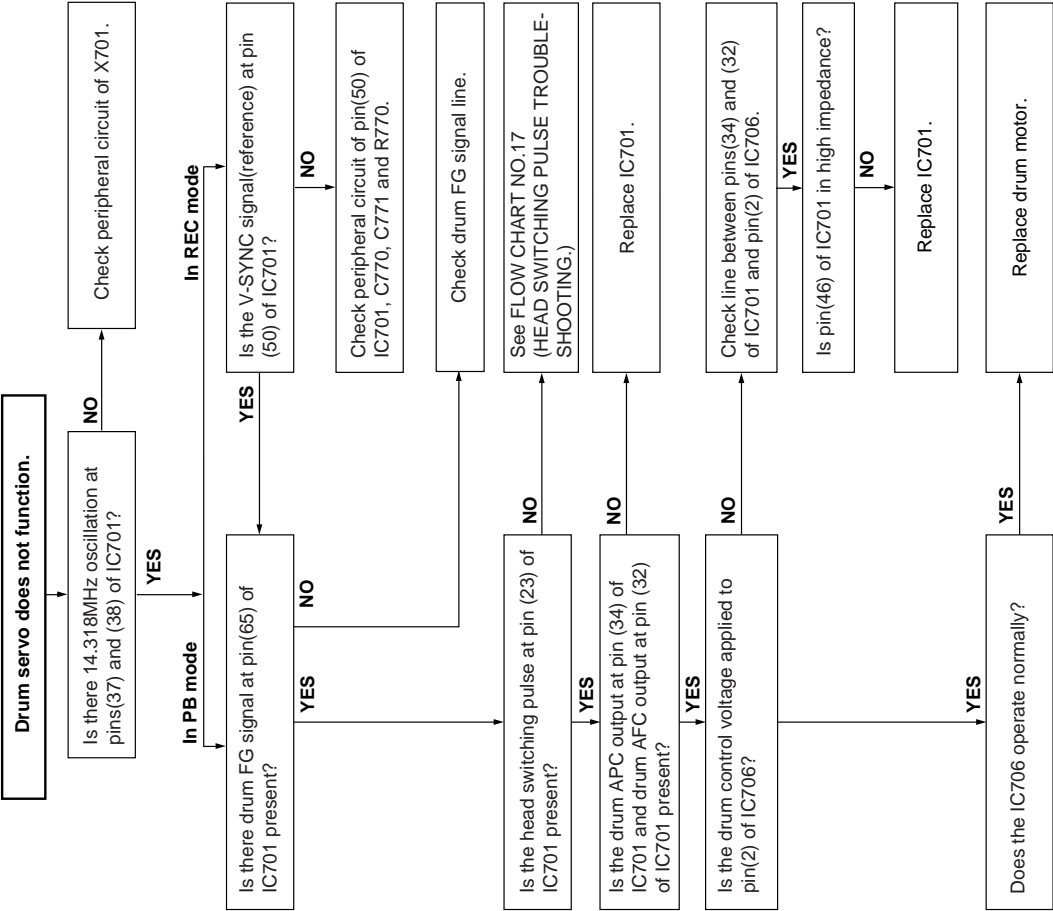 Drum servo does not function.
Is there 14.318MHz oscillation at
pins(37) and (38) of IC701?
NO
Check peripheral circuit of X701.
YES
In PB mode
In REC mode
Is there drum FG signal at pin(65) of
IC701 present?
YES
Is the V-SYNC signal(reference) at pin
(50) of IC701?
NO
Check peripheral circuit of pin(50) of
IC701, C770, C771 and R770.
NO
Check drum FG signal line.
YES
Is the head switching pulse at pin (23) of
IC701 present?
NO
See FLOW CHART NO.17
(HEAD SWITCHING PULSE TROUBLE-
SHOOTING.)
YES
Is the drum APC output at pin (34) of
IC701 and drum AFC output at pin (32)
of IC701 present?
NO
Replace IC701.
YES
Is the drum control voltage applied to
pin(2) of IC706?
NO
Check line between pins(34) and (32)
of IC701 and pin(2) of IC706.
YES
Is pin(46) of IC701 in high impedance?
NO
Replace IC701.
YES
Does the IC706 operate normally?
YES
Replace drum motor.